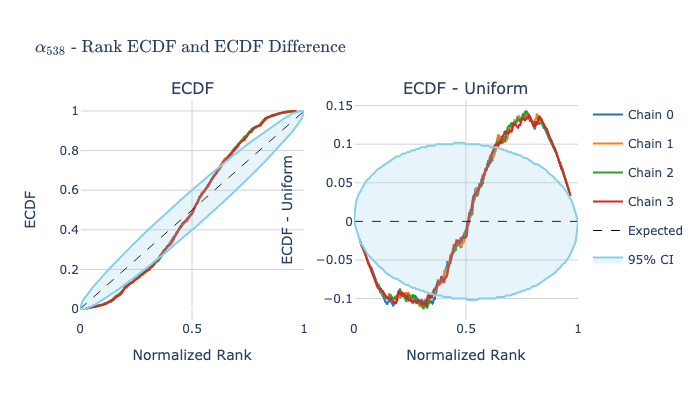 α₅₃₈ - Rank ECDF and ECDF Difference
ECDF
ECDF - Uniform
ECDF
1
0.8
0.6
0.4
0.2
0
0
0.5
1
Normalized Rank
ECDF - Uniform
0.15
0.1
0.05
0
−0.05
−0.1
0
0.5
1
Normalized Rank
Chain 0
Chain 1
Chain 2
Chain 3
Expected
95% CI